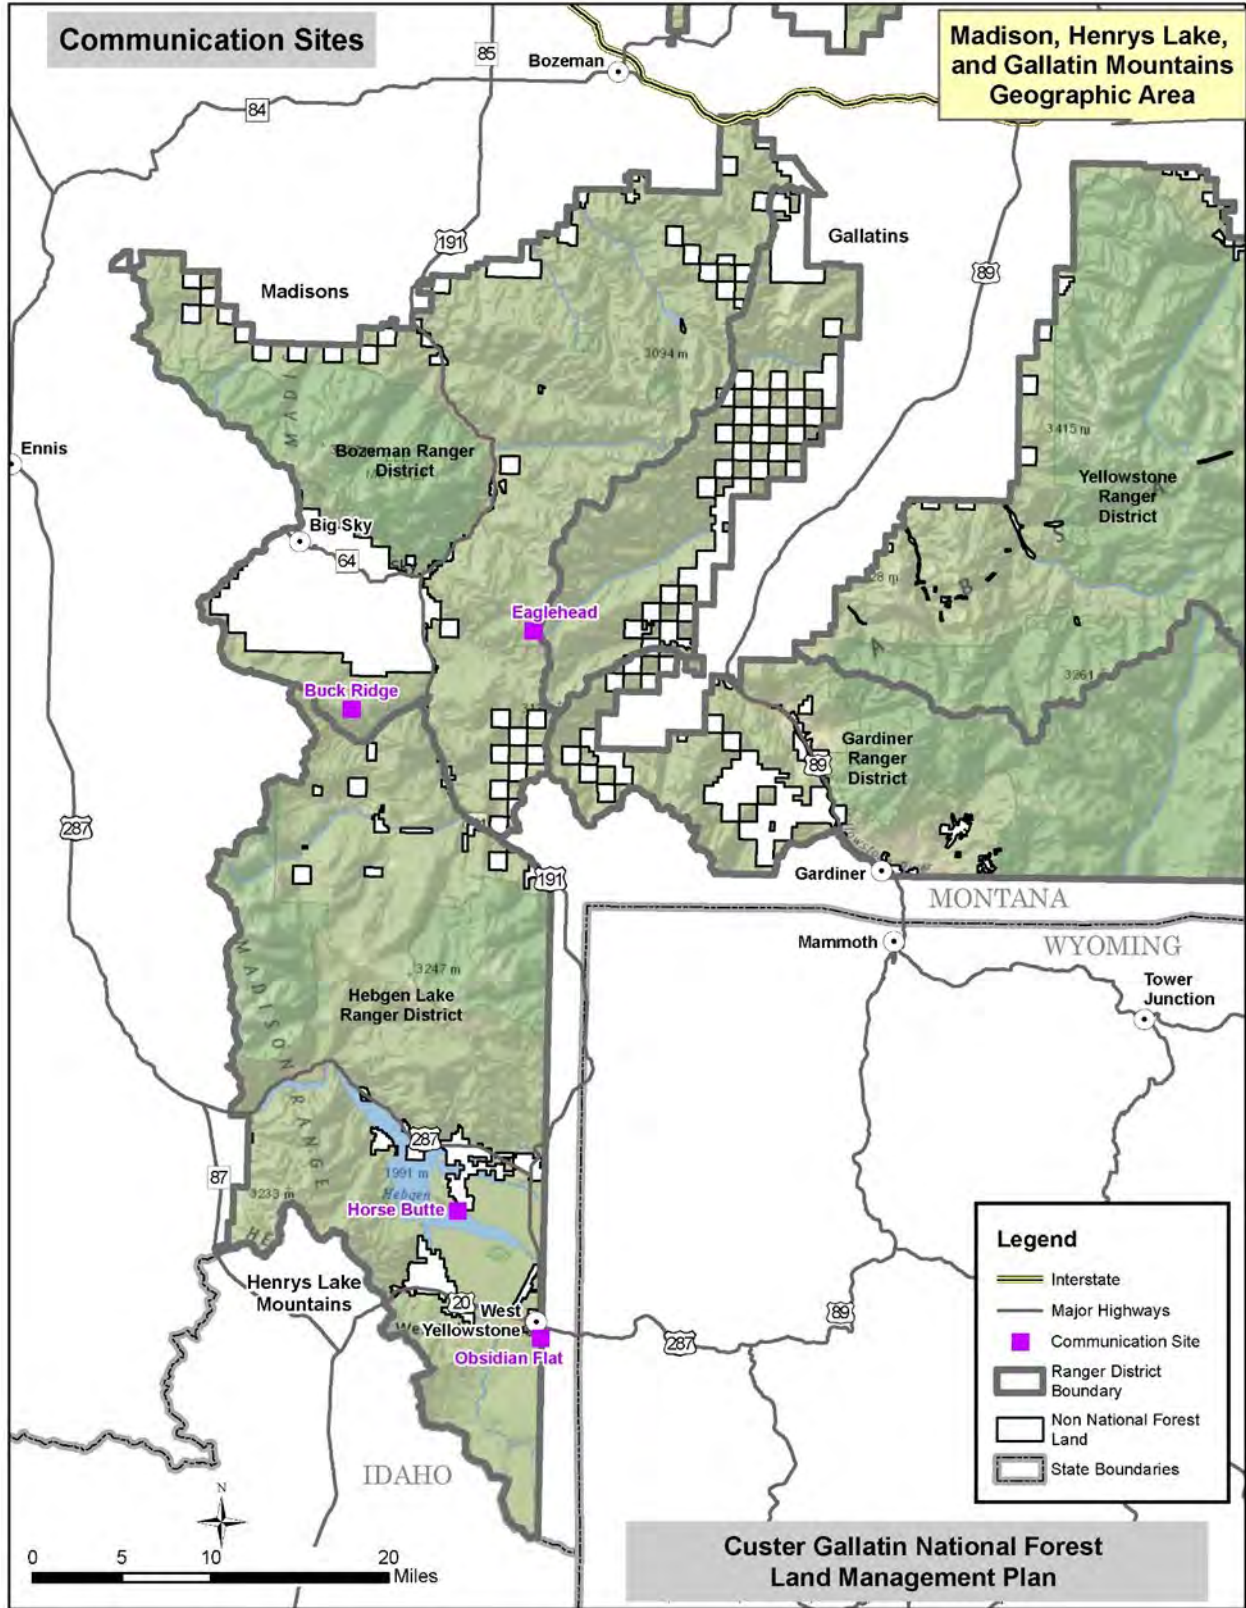 Communication Sites
Madison, Henrys Lake,
and Gallatin Mountains
Geographic Area
85
Bozeman
84
191
Gallatins
89
Madisons
3094 m
MADI
Ennis
Bozeman Ranger
District
3415 m
Yellowstone
Ranger
District
Big Sky
64
28 m
A
B
S
A
Eaglehead
Buck Ridge
3261
Gardiner
Ranger
District
89
287
191
Gardiner
MONTANA
Mammoth
WYOMING
MADISON RANGE
3247 m
Hebgen Lake
Ranger District
Tower
Junction
287
87
1991 m
Hebgen
3233 m
Horse Butte
HE
Henrys Lake
Mountains
20
West
Yellowstone
We
Obsidian Flat
287
89
IDAHO
N
0 5 10 20
Miles
Legend
Interstate
Major Highways
Communication Site
Ranger District
Boundary
Non National Forest
Land
State Boundaries
Custer Gallatin National Forest
Land Management Plan